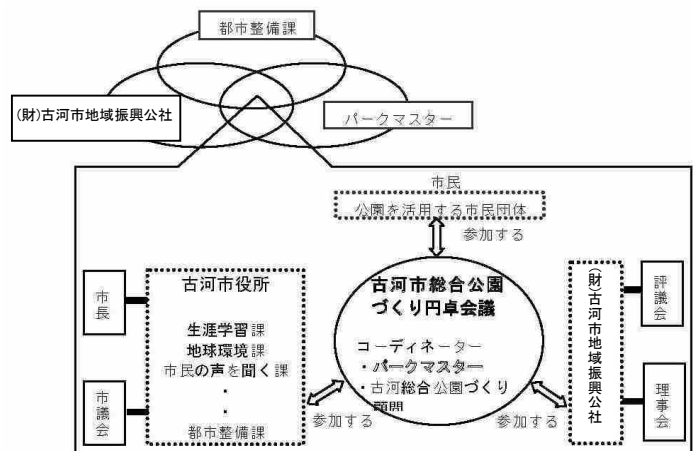 都市整備課
(財)古河市地域振興公社
パークマスター
市民
公園を活用する市民団体
参加する
古河市総合公園
づくり円卓会議
コーディネーター
・パークマスター
・古河総合公園づくり
顧問
古河市役所
生涯学習課
地球環境課
市民の声を聞く課
・
・
都市整備課
市長
市議会
参加する
参加する
(財)古河市地域振興公社
評議会
理事会